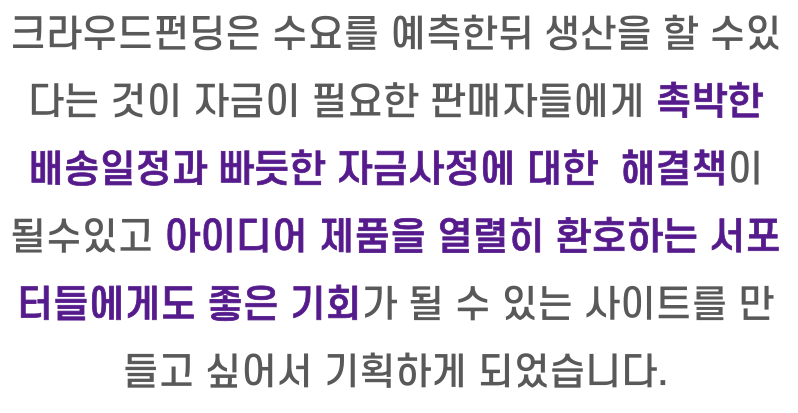 크라우드펀딩은 수요를 예측한뒤 생산을 할 수있
다는 것이 자금이 필요한 판매자들에게 촉박한
배송일정과 빠듯한 자금사정에 대한  해결책이
될수있고 아이디어 제품을 열렬히 환호하는 서포
터들에게도 좋은 기회가 될 수 있는 사이트를 만
들고 싶어서 기획하게 되었습니다.